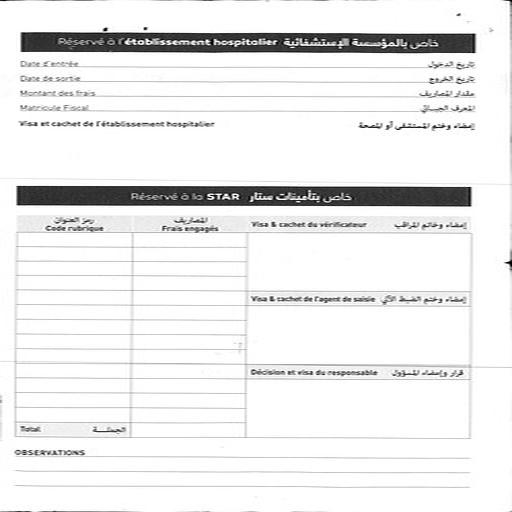 Réservé à l'établissement hospitalier خاص بالمؤسسة الإستشفائية
Date d'entrée تاريخ الدخول
Date de sortie تاريخ الخروج
Montant des frais مقدار المصاريف
Matricule Fiscal المعرف الجبائي
Visa et cachet de l'établissement hospitalier إمضاء وختم المستشفى أو المصحة
Réservé à la STAR خاص بتأمينات ستار
رمز العنوان المصاريف
Code rubrique Frais engagés
Visa & cachet du vérificateur إمضاء وخاتم المراقب
Visa & cachet de l'agent de saisie إمضاء وختم الضبط الآلي
Décision et visa du responsable قرار وإمضاء المسؤول
Total الجملة
OBSERVATIONS